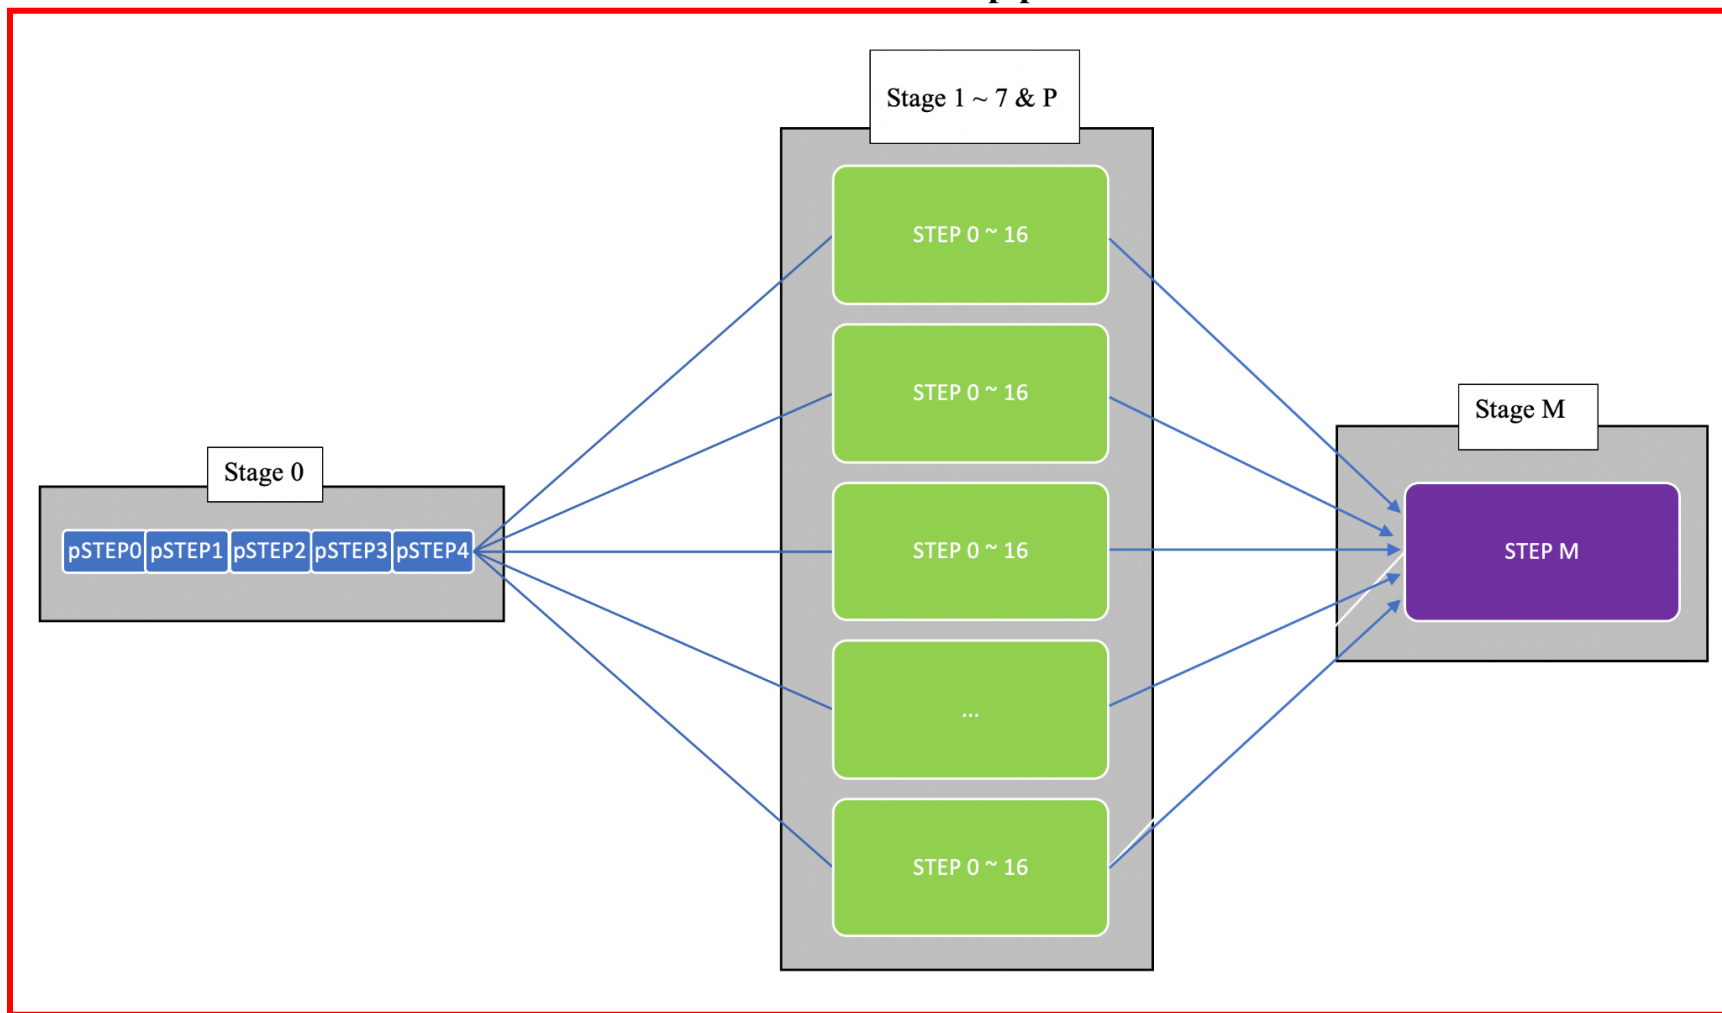 Stage 1 ~ 7 & P
STEP 0 ~ 16
STEP 0 ~ 16
Stage M
Stage 0
pSTEP0 pSTEP1 pSTEP2 pSTEP3 pSTEP4
STEP 0 ~ 16
STEP M
...
STEP 0 ~ 16